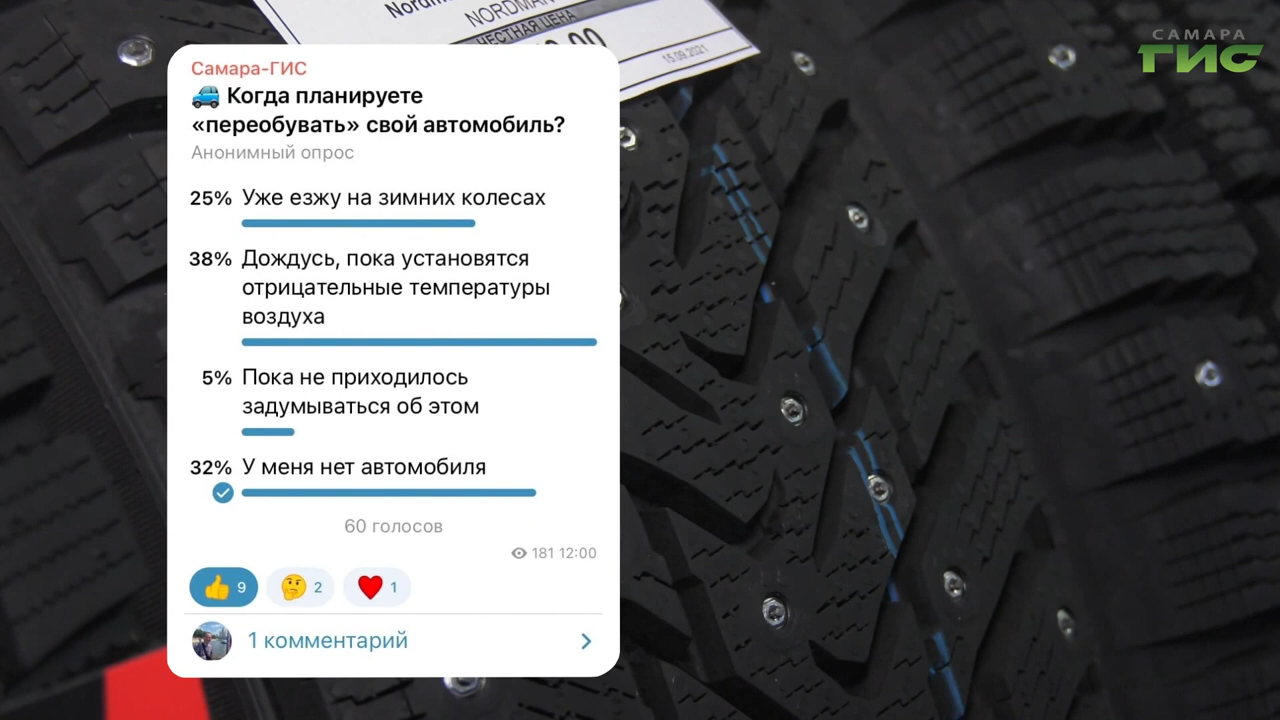 NORDMAN
ЧЕСТНАЯ ЦЕНА
15.09.2021
САМАРА
ГИС
Самара-ГИС
Когда планируете
«переобувать» свой автомобиль?
Анонимный опрос
25% Уже езжу на зимних колесах
38% Дождусь, пока установятся
отрицательные температуры
воздуха
5% Пока не приходилось
задумываться об этом
32% У меня нет автомобиля
60 голосов
181 12:00
9 2 1
1 комментарий